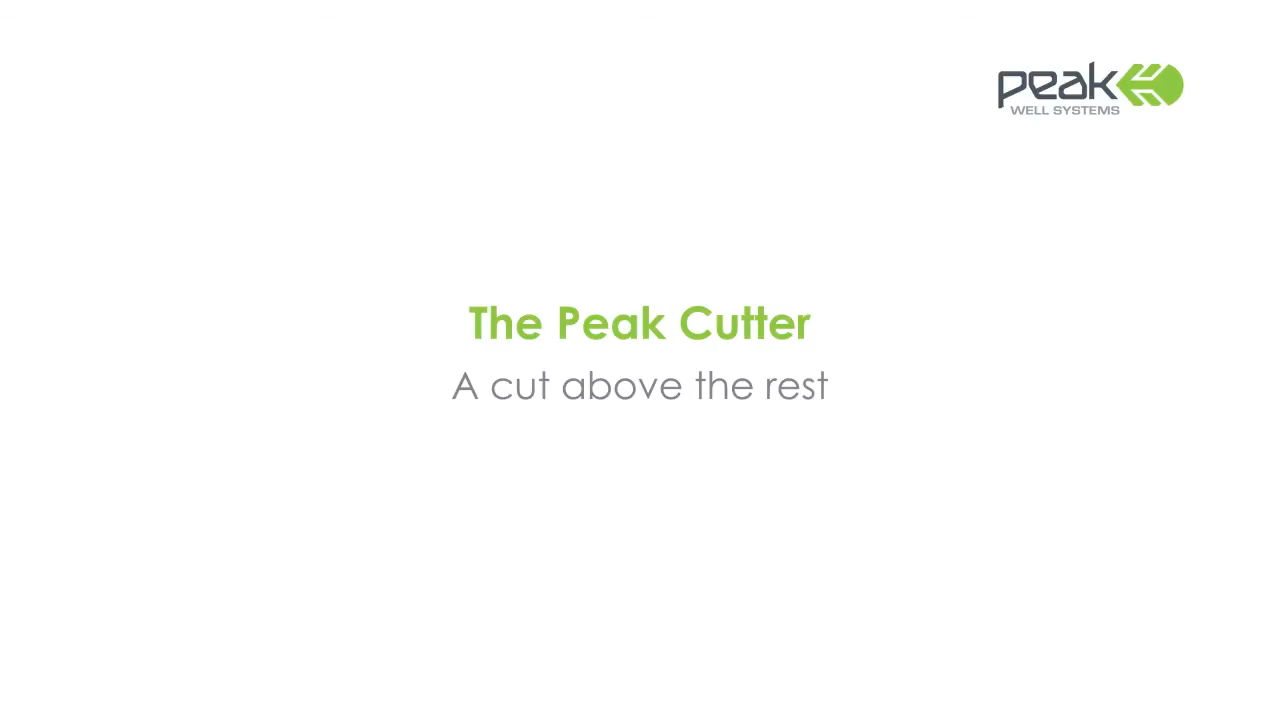 peak
WELL SYSTEMS
The Peak Cutter
A cut above the rest